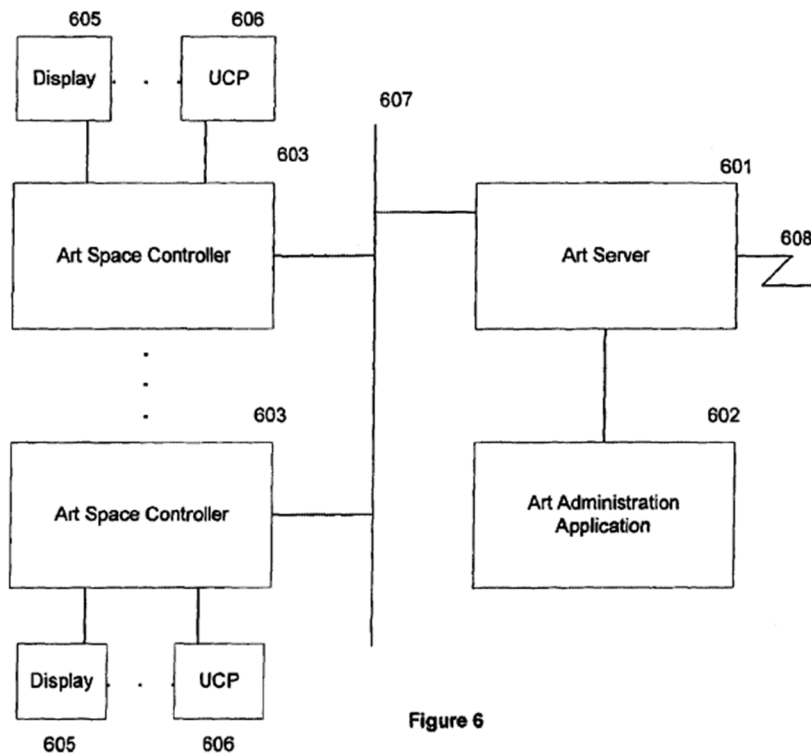 605
606
Display
UCP
607
603
601
Art Space Controller
Art Server
608
603
602
Art Space Controller
Art Administration
Application
Display
UCP
605
606
Figure 6